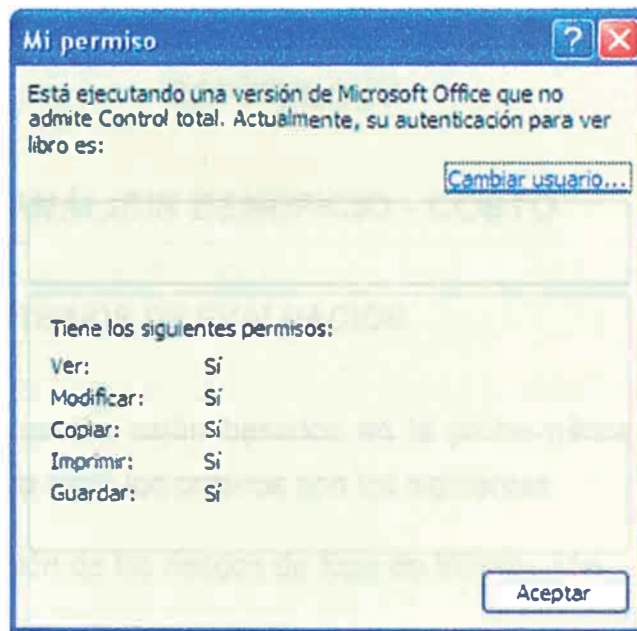 Mi permiso
Está ejecutando una versión de Microsoft Office que no
admite Control total. Actualmente, su autenticación para ver
libro es:
Cambiar usuario...
Tiene los siguientes permisos:
Ver: Sí
Modificar: Sí
Copiar: Sí
Imprimir: Sí
Guardar: Sí
Aceptar